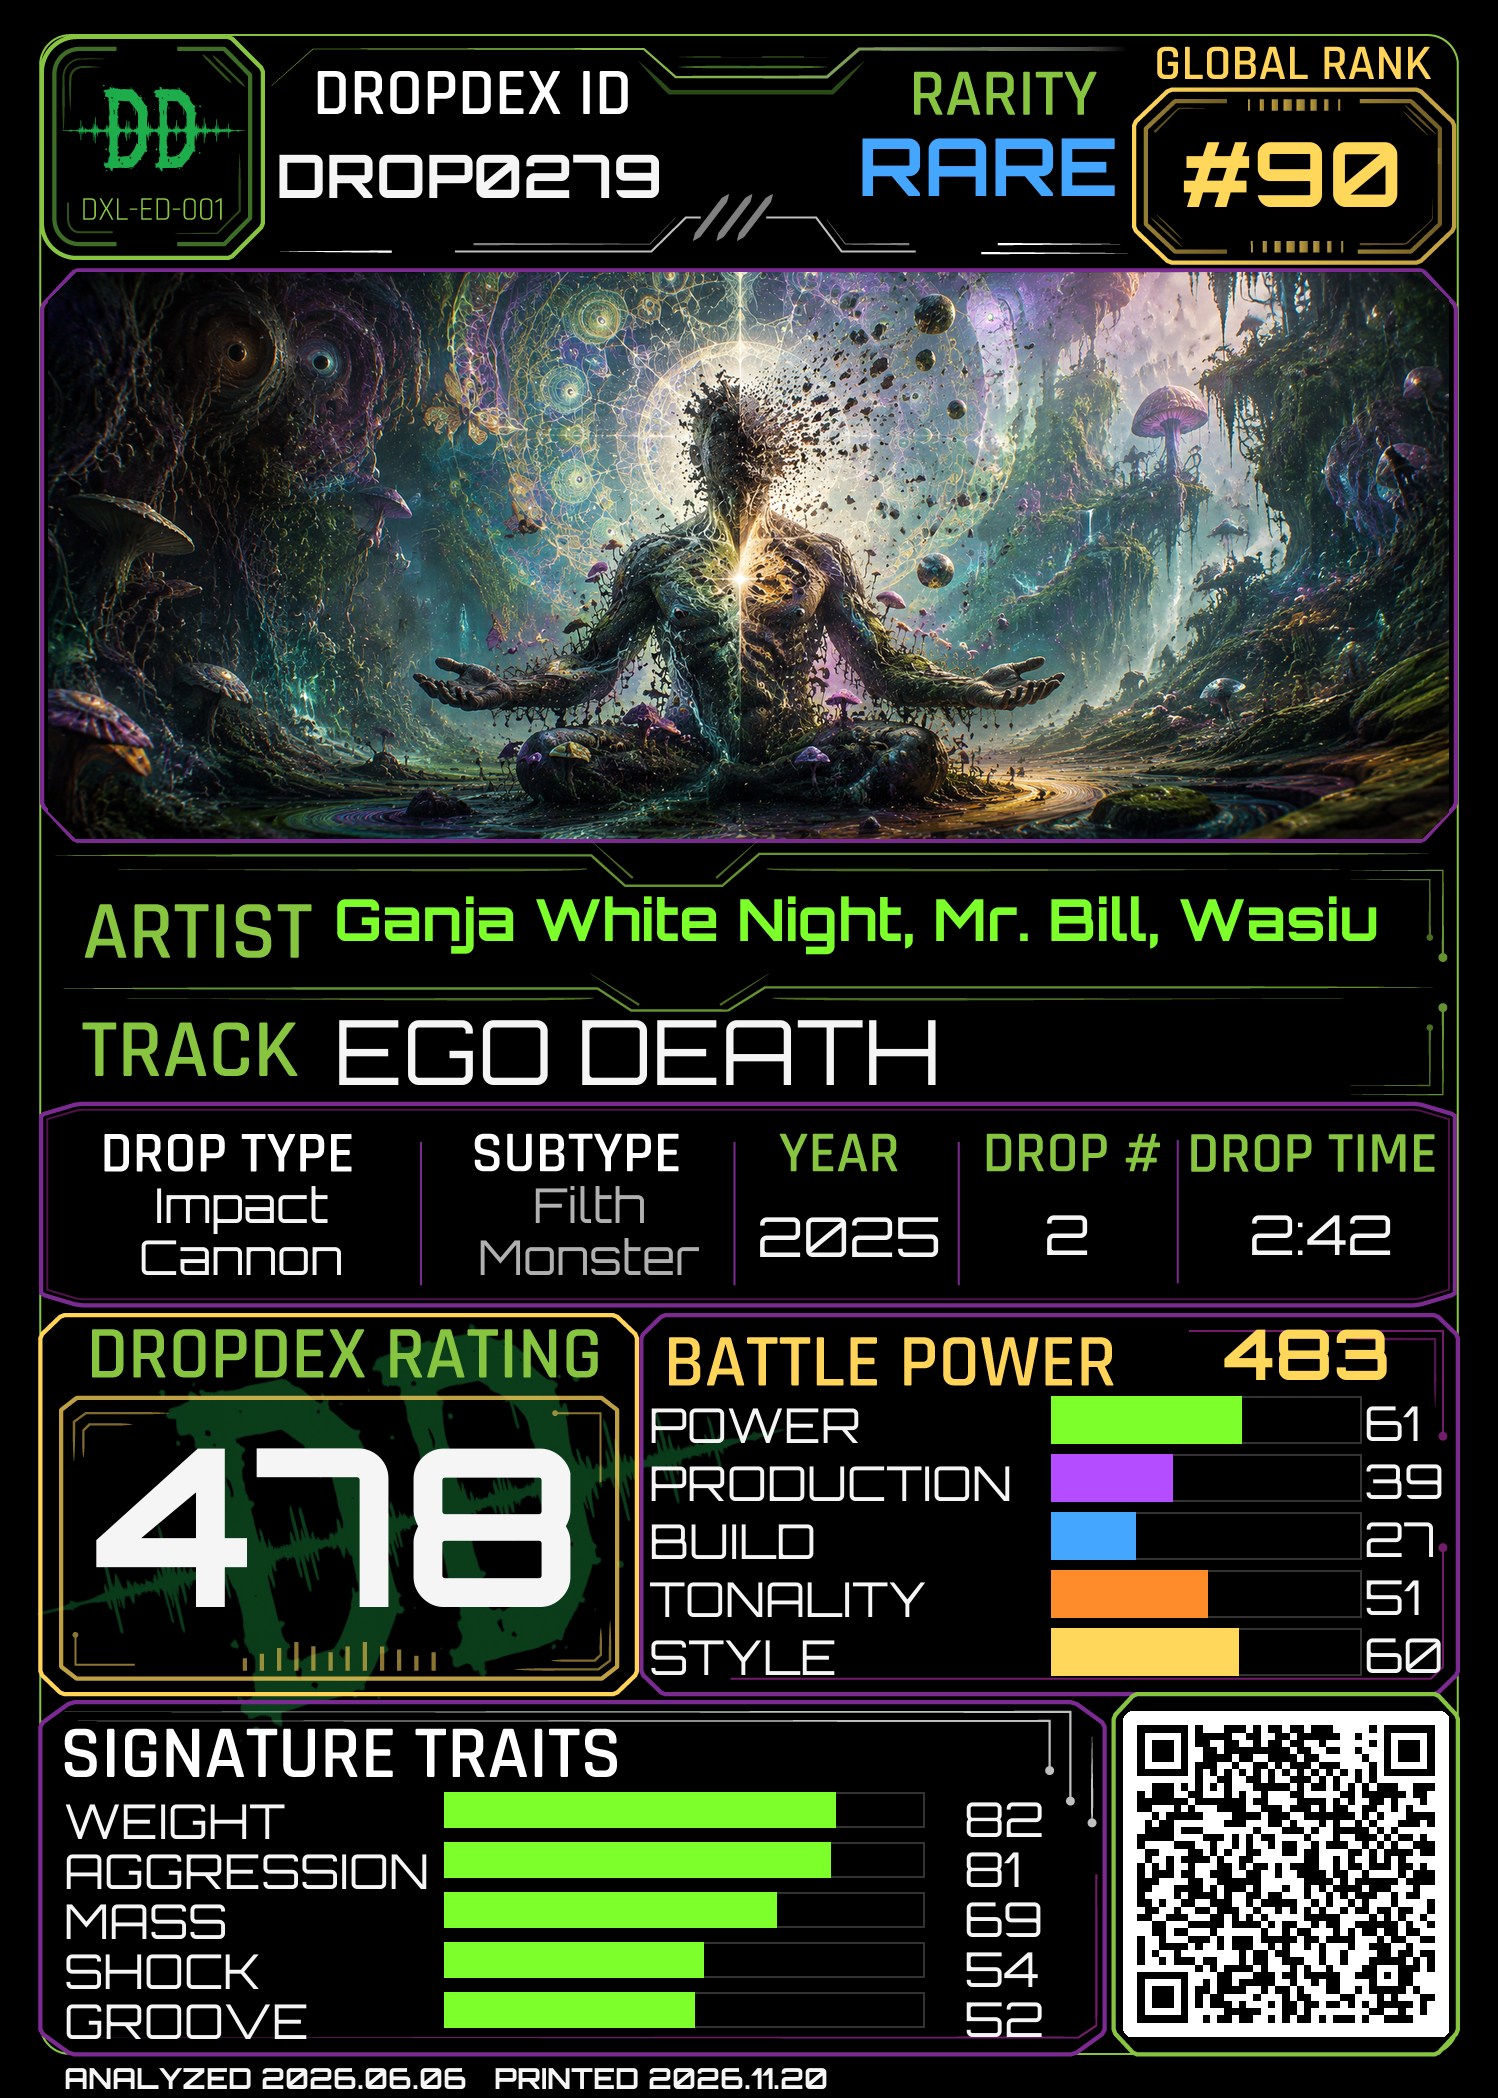 DROPDEX ID
DROP0279
RARITY
RARE
GLOBAL RANK
#90
DD
DXL-ED-001
ARTIST Ganja White Night, Mr. Bill, Wasiu
TRACK EGO DEATH
DROP TYPE
Impact
Cannon
SUBTYPE
Filth
Monster
YEAR
2025
DROP #
2
DROP TIME
2:42
DROPDEX RATING
478
BATTLE POWER 483
POWER 61
PRODUCTION 39
BUILD 27
TONALITY 51
STYLE 60
SIGNATURE TRAITS
WEIGHT 82
AGGRESSION 81
MASS 69
SHOCK 54
GROOVE 52
ANALYZED 2026.06.06 PRINTED 2026.11.20